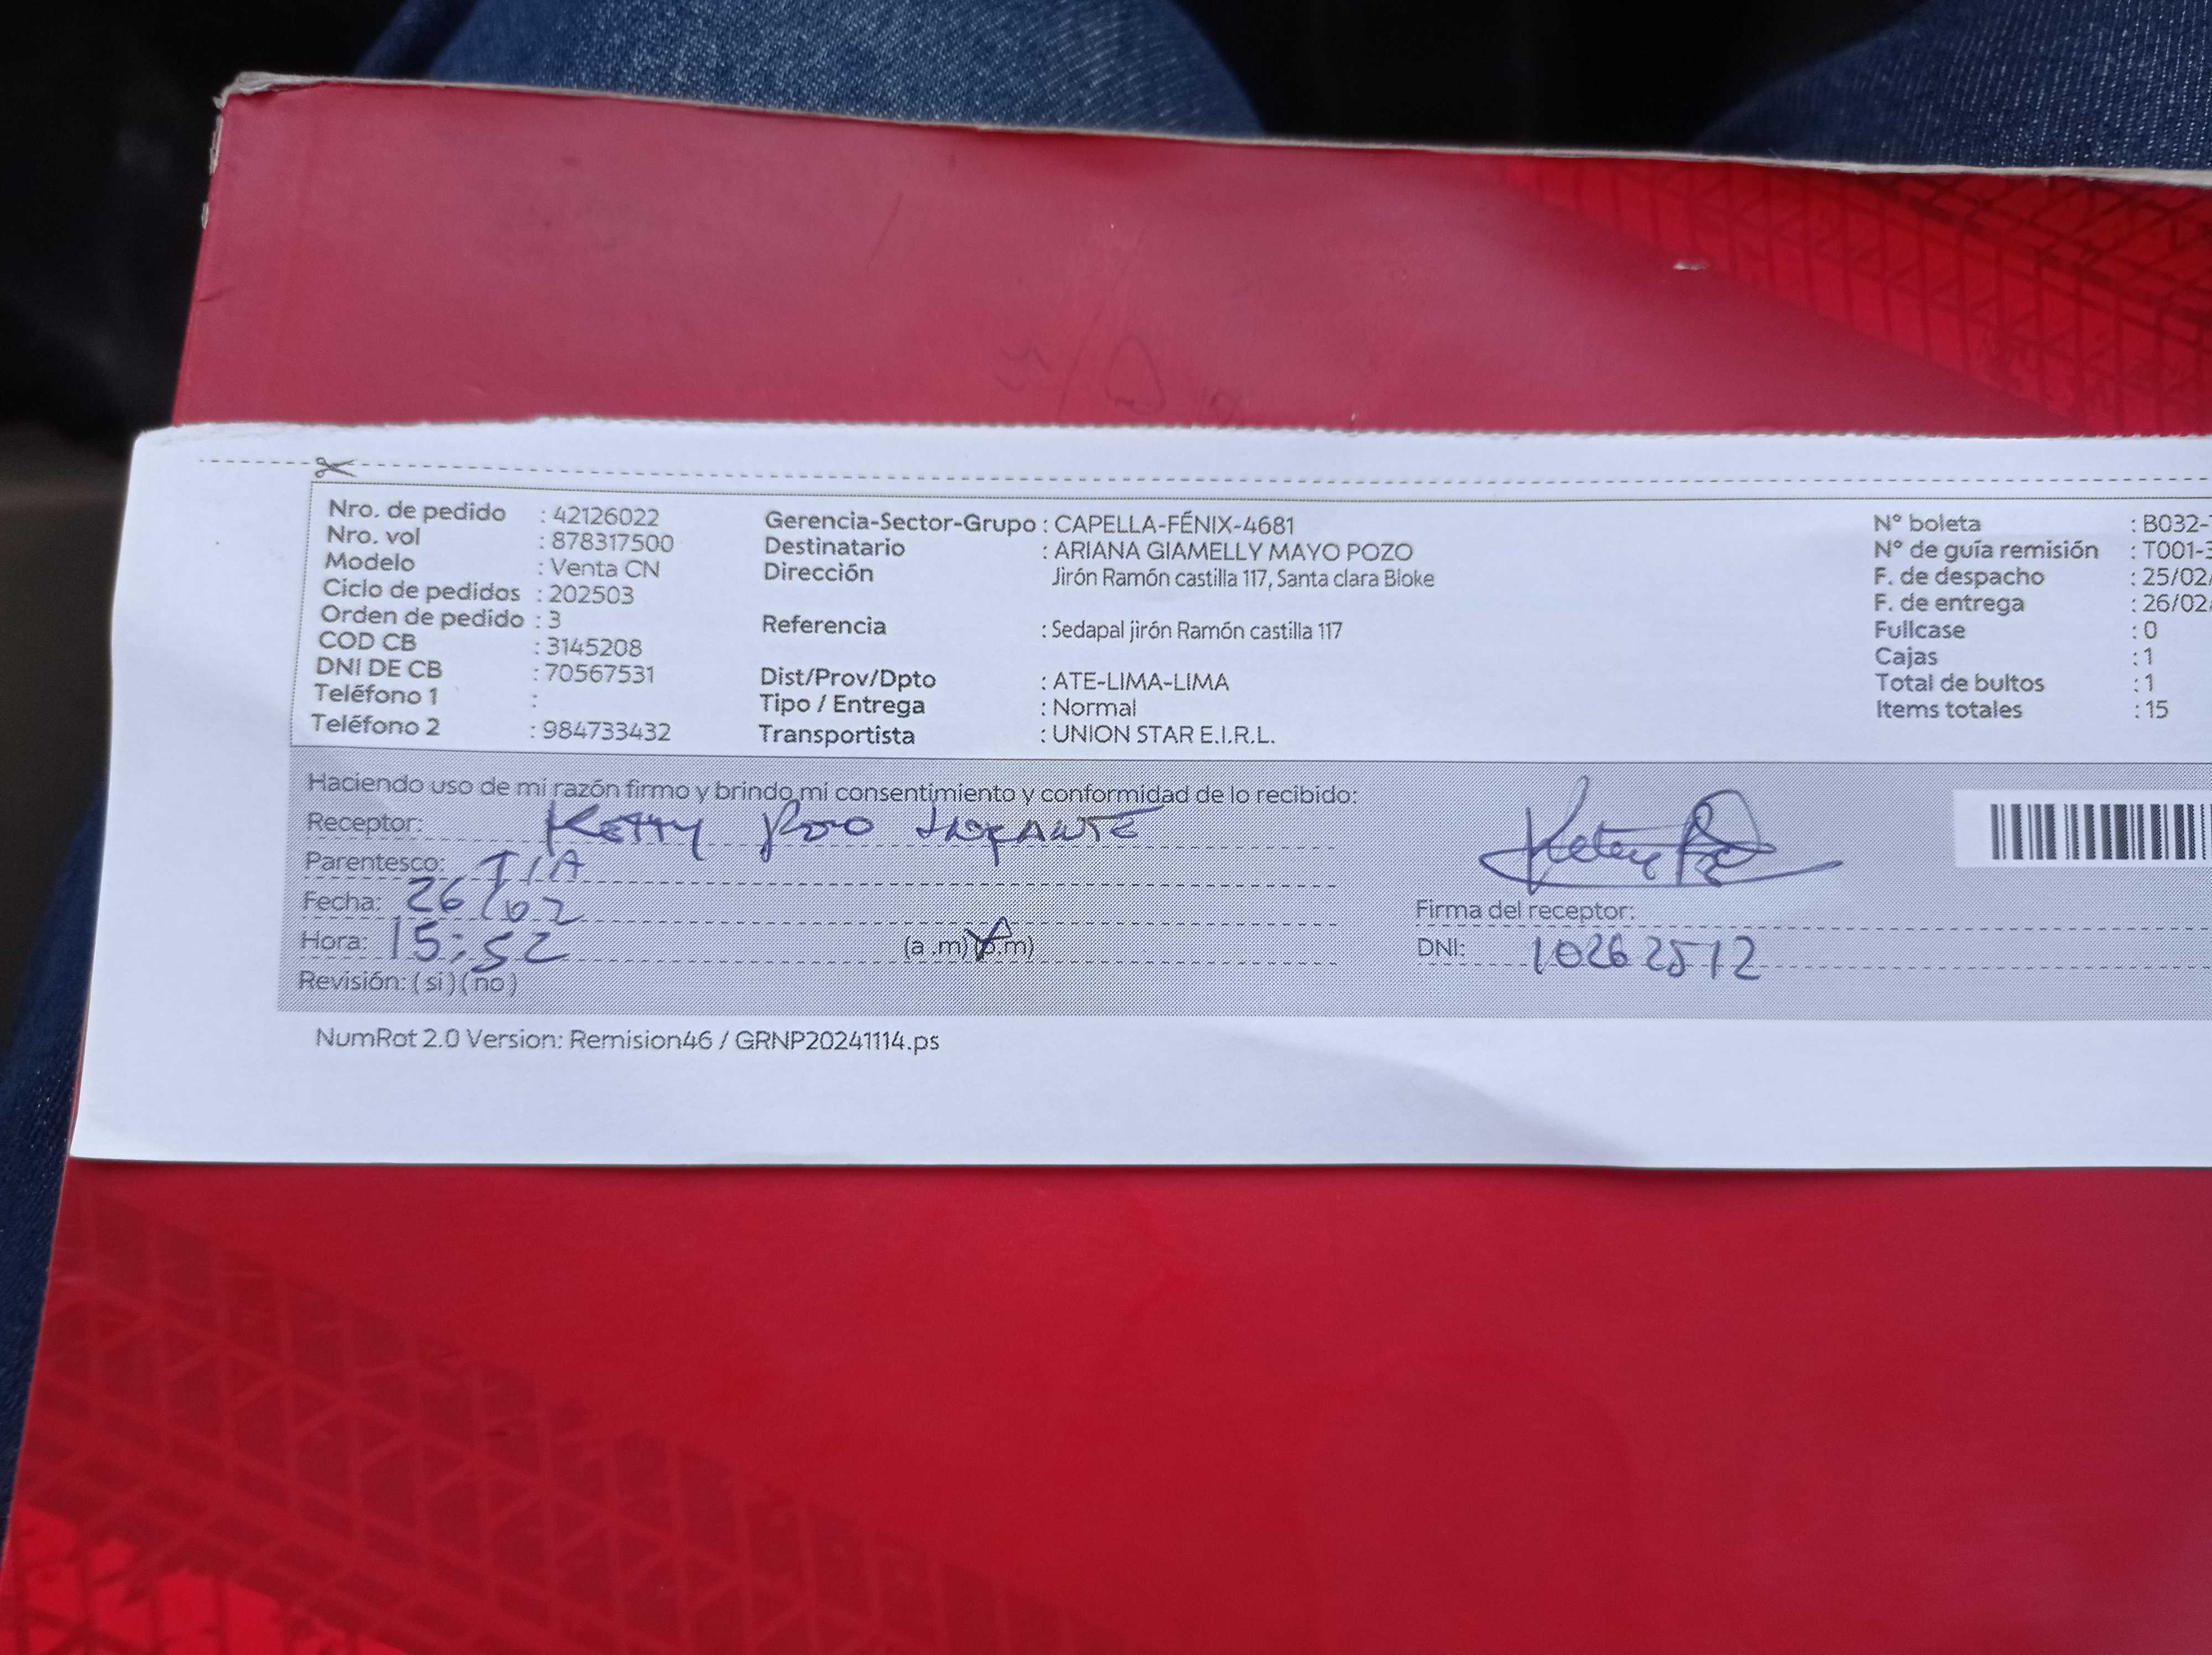 Nro. de pedido : 42126022
Nro. vol : 878317500
Modelo : Venta CN
Ciclo de pedidos : 202503
Orden de pedido : 3
COD CB : 3145208
DNI DE CB : 70567531
Teléfono 1 :
Teléfono 2 : 984733432
Gerencia-Sector-Grupo : CAPELLA-FÉNIX-4681
Destinatario : ARIANA GIAMELLY MAYO POZO
Dirección Jirón Ramón castilla 117, Santa clara Bloke
Referencia : Sedapal jirón Ramón castilla 117
Dist/Prov/Dpto : ATE-LIMA-LIMA
Tipo / Entrega : Normal
Transportista : UNION STAR E.I.R.L.
N° boleta : B032-
N° de guía remisión : T001-3
F. de despacho : 25/02/
F. de entrega : 26/02/
Fullcase : 0
Cajas : 1
Total de bultos : 1
Items totales : 15
Haciendo uso de mi razón firmo y brindo mi consentimiento y conformidad de lo recibido:
Receptor: Ketty Pozo
Parentesco: TIA
Fecha: 26/02
Hora: 15:52 (a .m) (p.m)
Revisión: ( si ) ( no )
Firma del receptor:
DNI: 10262512
NumRot 2.0 Version: Remision46 / GRNP20241114.ps